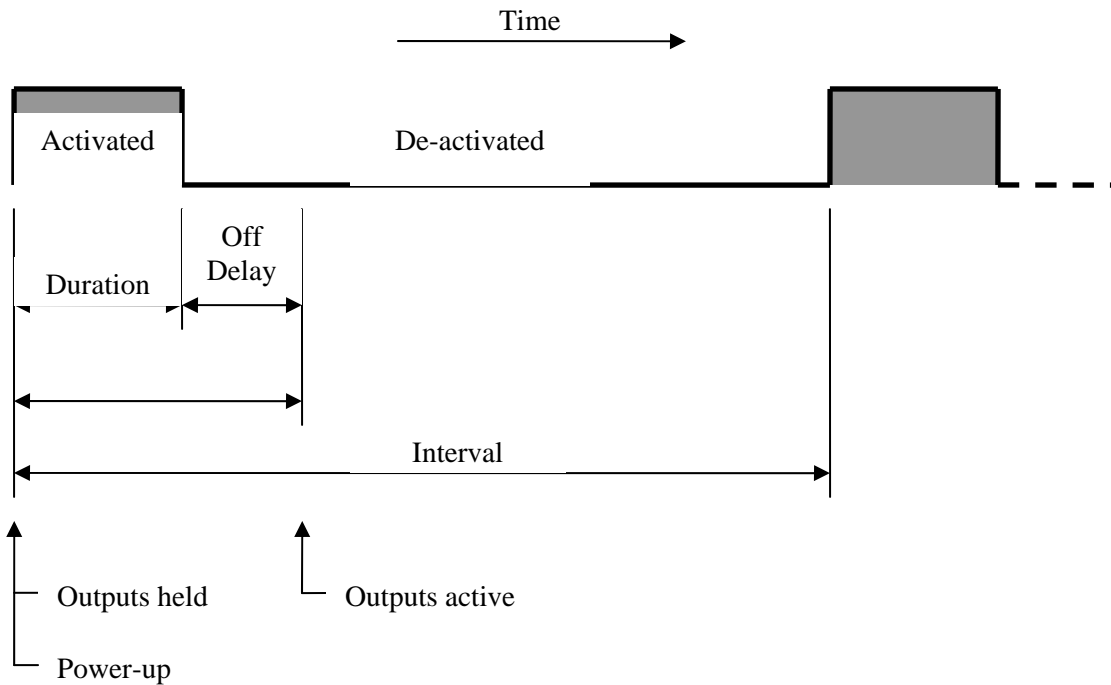 Time
Activated
De-activated
Off
Delay
Duration
Interval
Outputs held
Outputs active
Power-up